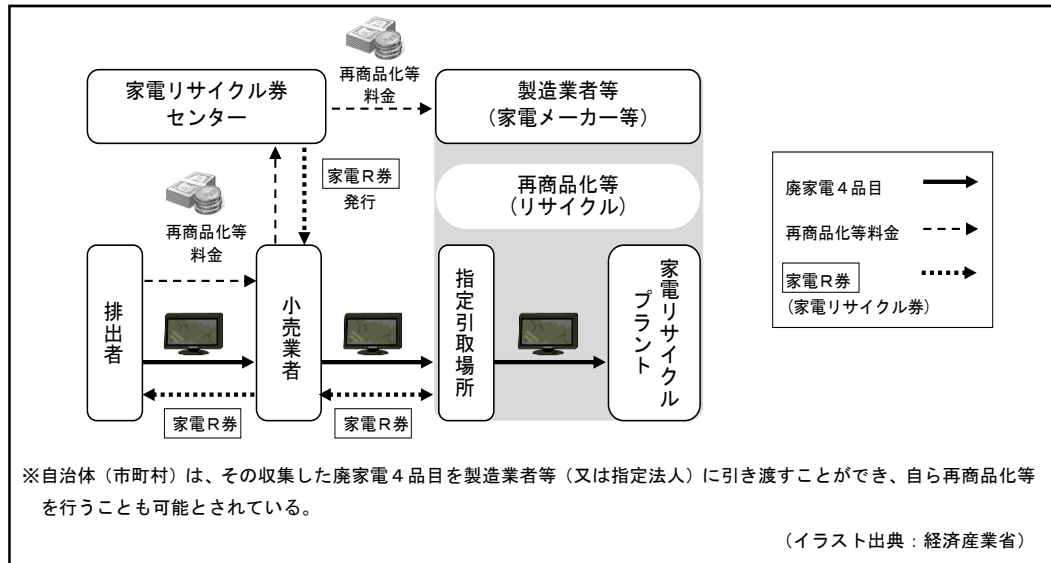 再商品化等
料金
家電リサイクル券
センター
製造業者等
（家電メーカー等）
家電Ｒ券
発行
再商品化等
（リサイクル）
再商品化等
料金
排出者
小売業者
指定引取場所
家電リサイクル
プラント
家電Ｒ券
家電Ｒ券
廃家電４品目
再商品化等料金
家電Ｒ券
（家電リサイクル券）
※自治体（市町村）は、その収集した廃家電４品目を製造業者等（又は指定法人）に引き渡すことができ、自ら再商品化等
を行うことも可能とされている。
（イラスト出典：経済産業省）